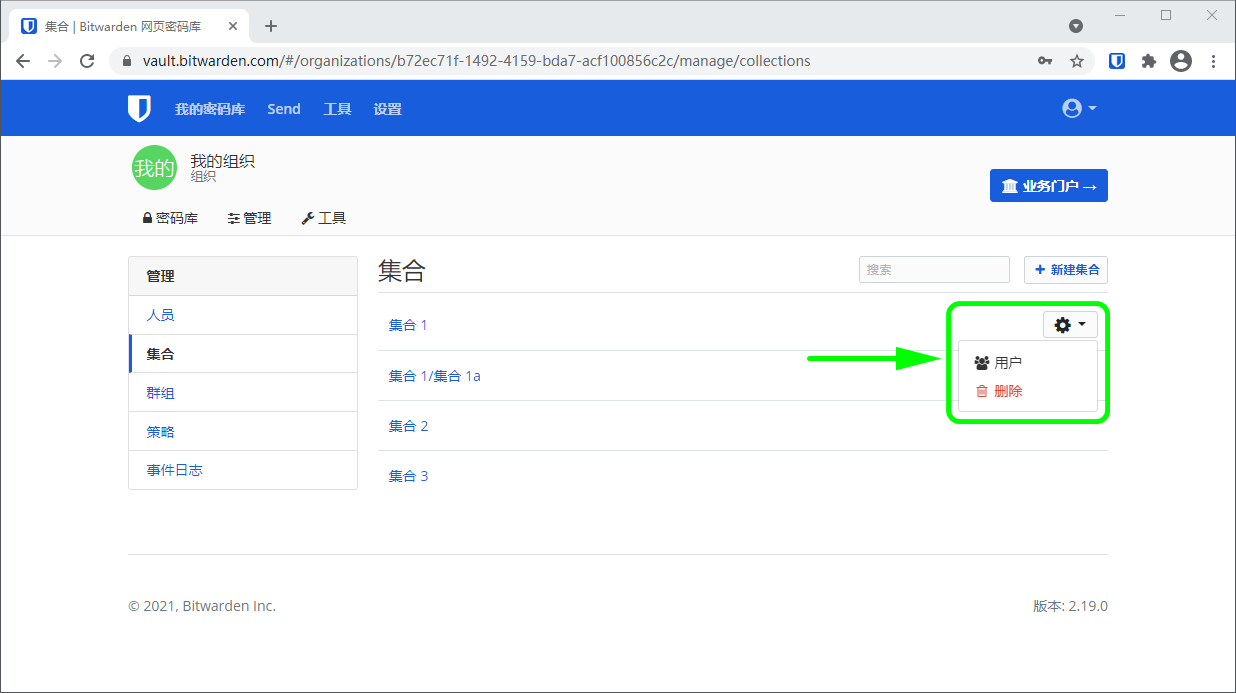 集合 | Bitwarden 网页密码库
vault.bitwarden.com/#/organizations/b72ec71f-1492-4159-bda7-acf100856c2c/manage/collections
我的密码库 Send 工具 设置
我的 我的组织
组织
业务门户 →
密码库 管理 工具
管理
人员
集合
群组
策略
事件日志
集合 搜索 + 新建集合
集合 1
集合 1/集合 1a
集合 2
集合 3
用户
删除
© 2021, Bitwarden Inc. 版本: 2.19.0